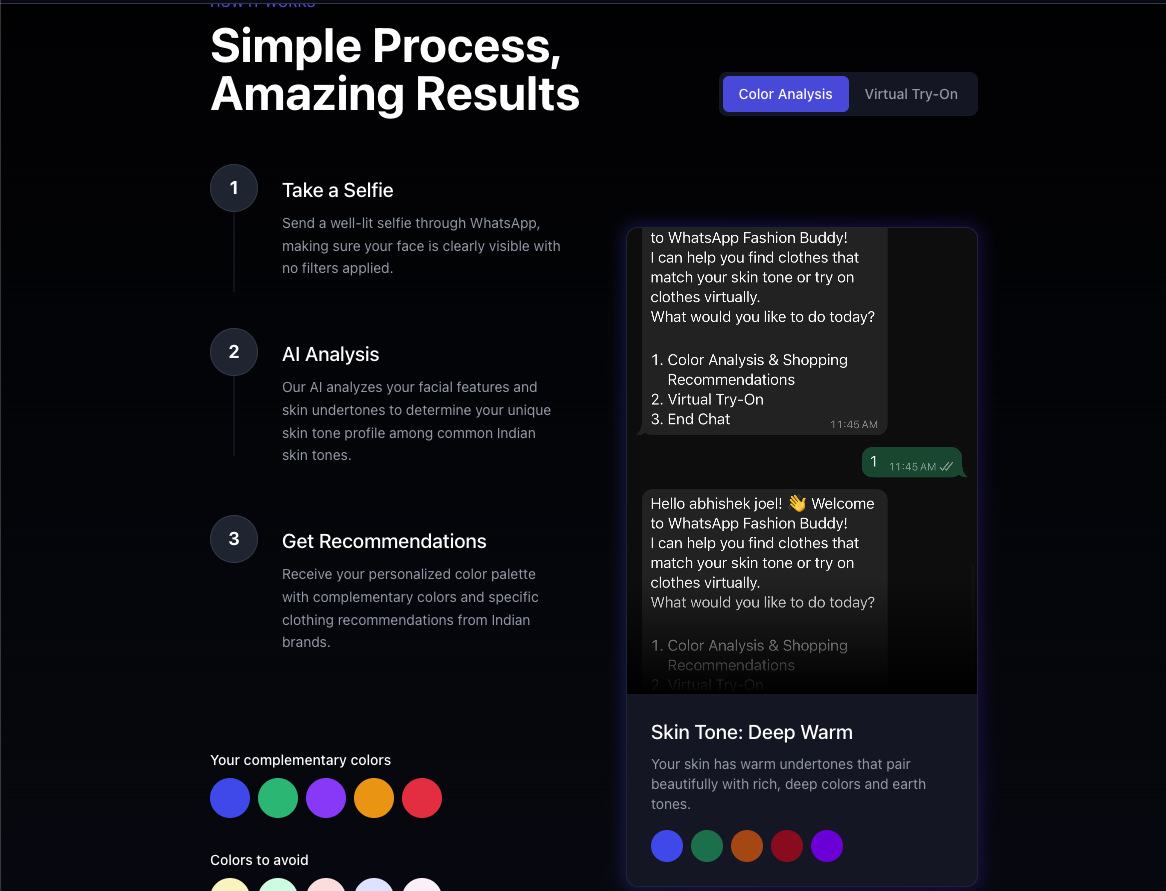 HOW IT WORKS
Simple Process,
Amazing Results
Color Analysis
Virtual Try-On
1
Take a Selfie
Send a well-lit selfie through WhatsApp,
making sure your face is clearly visible with
no filters applied.
2
AI Analysis
Our AI analyzes your facial features and
skin undertones to determine your unique
skin tone profile among common Indian
skin tones.
3
Get Recommendations
Receive your personalized color palette
with complementary colors and specific
clothing recommendations from Indian
brands.
Your complementary colors
Colors to avoid
to WhatsApp Fashion Buddy!
I can help you find clothes that
match your skin tone or try on
clothes virtually.
What would you like to do today?
1. Color Analysis & Shopping
Recommendations
2. Virtual Try-On
3. End Chat
11:45 AM
1
11:45 AM
Hello abhishek joel! 👋 Welcome
to WhatsApp Fashion Buddy!
I can help you find clothes that
match your skin tone or try on
clothes virtually.
What would you like to do today?
1. Color Analysis & Shopping
Recommendations
2. Virtual Try-On
Skin Tone: Deep Warm
Your skin has warm undertones that pair
beautifully with rich, deep colors and earth
tones.